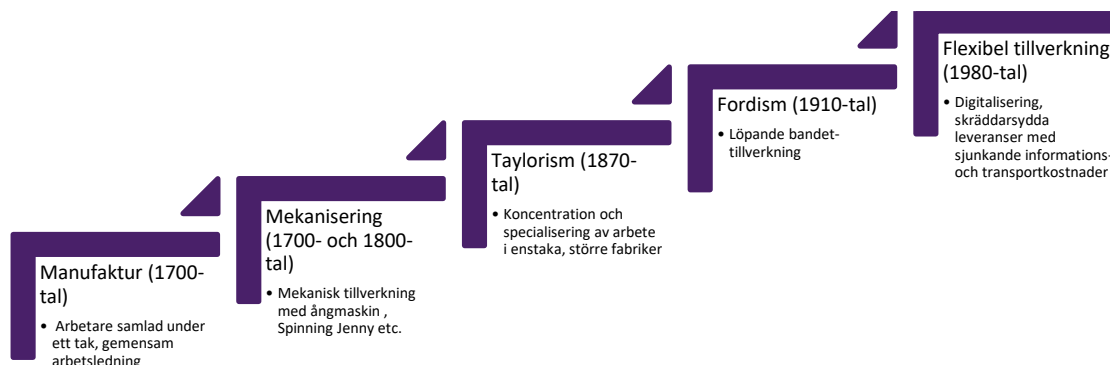 Manufaktur (1700-
tal)
• Arbetare samlad under
ett tak, gemensam
arbetsledning
Mekanisering
(1700- och 1800-
tal)
• Mekanisk tillverkning
med ångmaskin ,
Spinning Jenny etc.
Taylorism (1870-
tal)
• Koncentration och
specialisering av arbete
i enstaka, större fabriker
Fordism (1910-tal)
• Löpande bandet-
tillverkning
Flexibel tillverkning
(1980-tal)
• Digitalisering,
skräddarsydda
leveranser med
sjunkande informations-
och transportkostnader